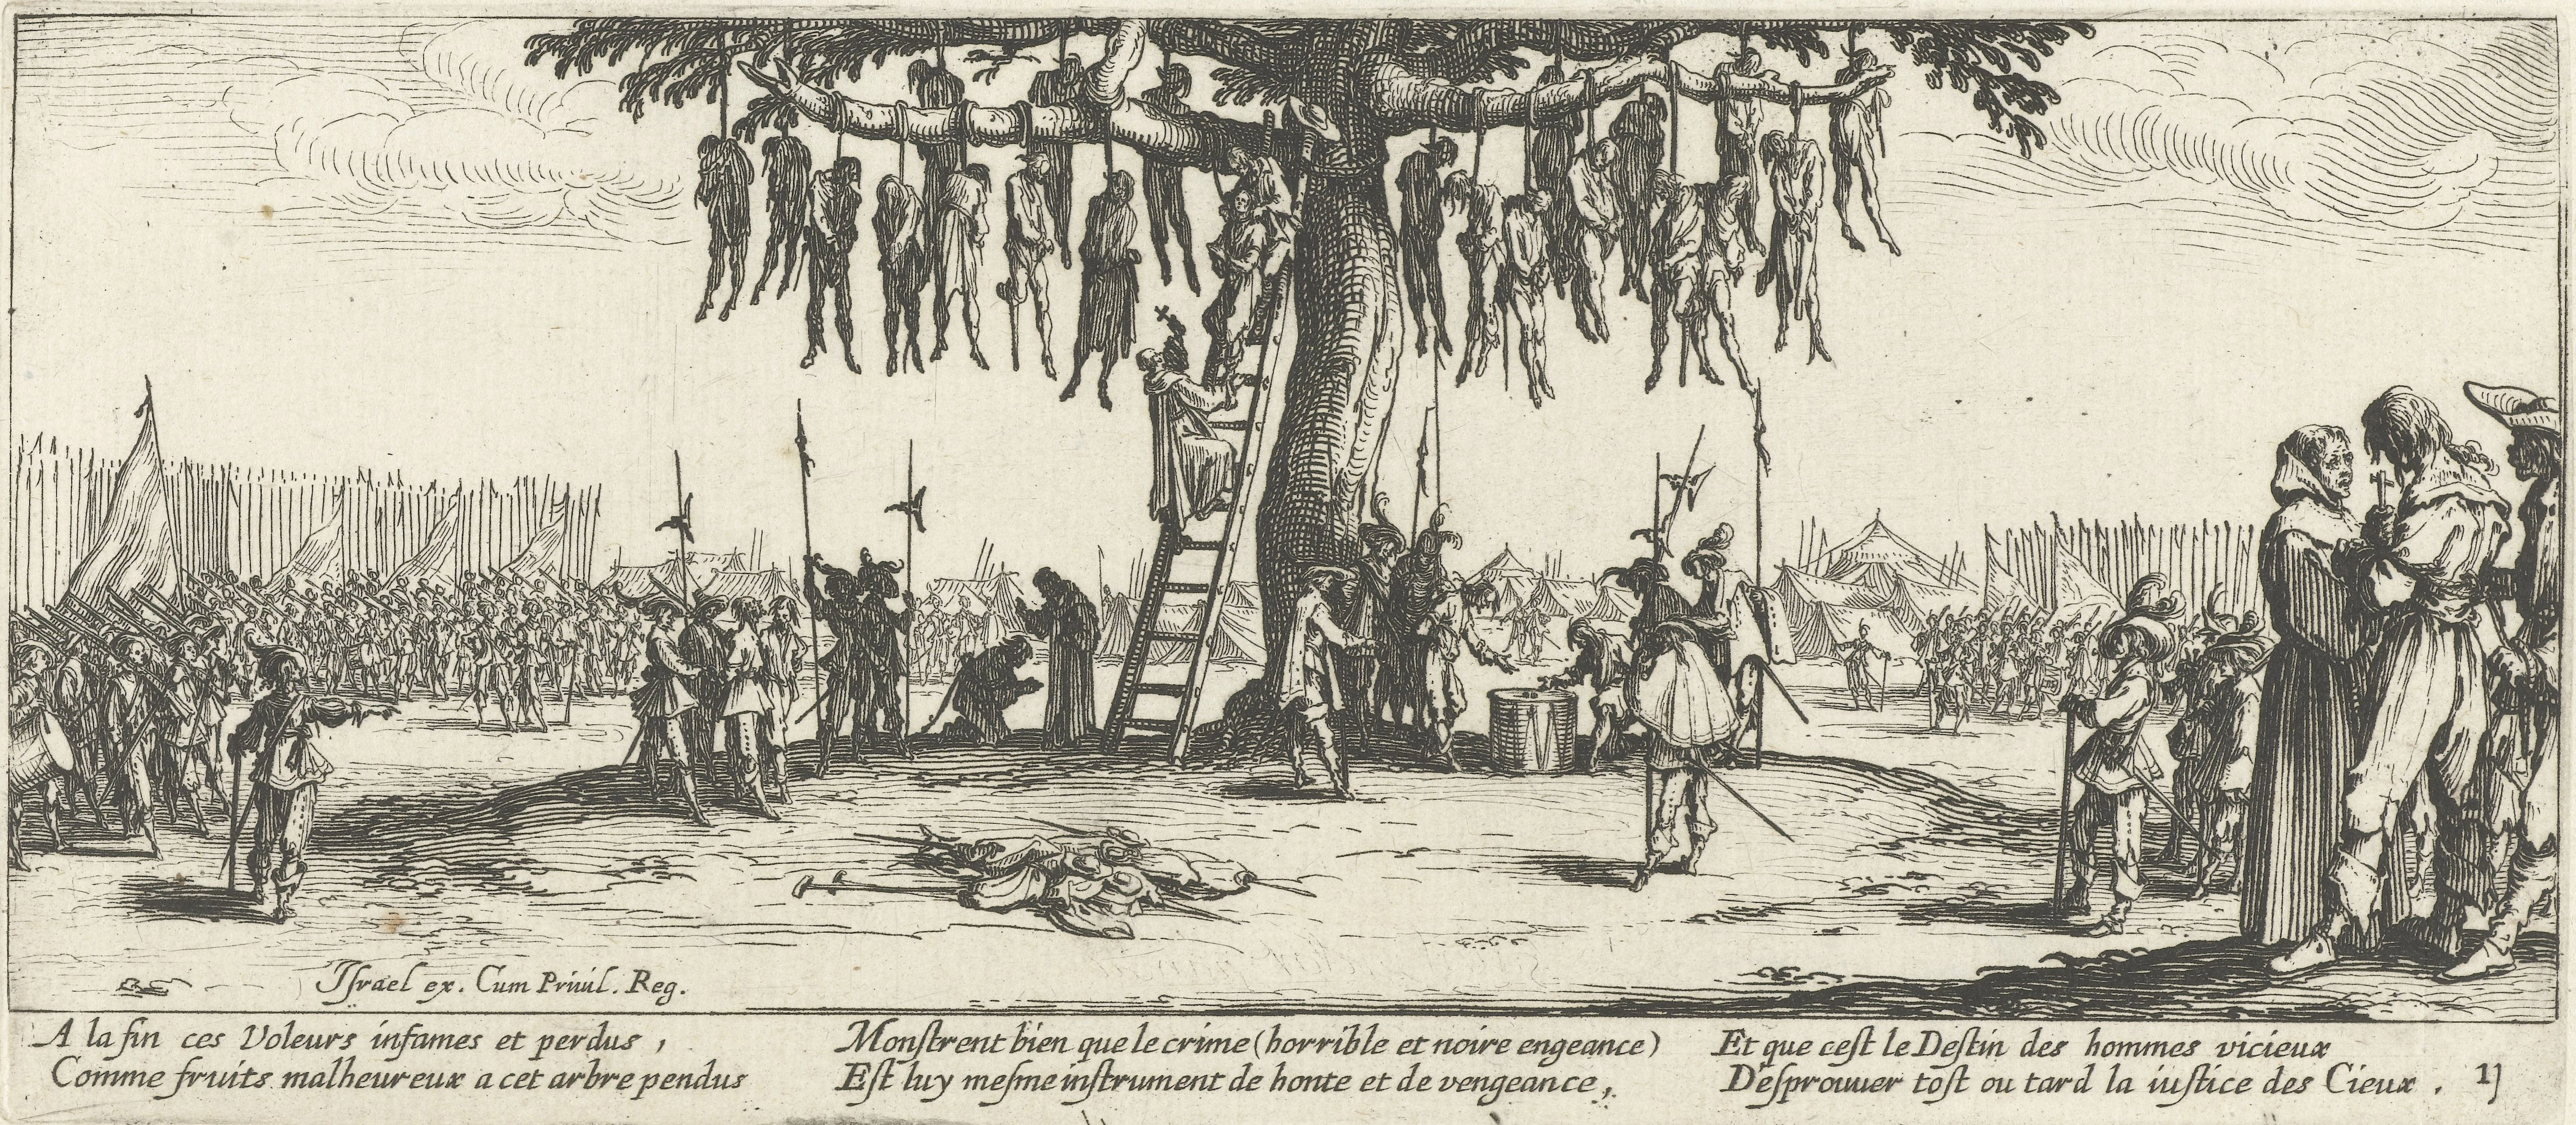 Iſrael ex. Cum Priuil. Reg.
A la fin ces Voleurs infames et perdus ,
Comme fruits malheureux a cet arbre pendus
Monſtrent bien que le crime (horrible et noire engeance)
Eſt luy meſme inſtrument de honte et de vengeance ,
Et que ceſt le Deſtin des hommes vicieux
Deſprouuer toſt ou tard la iuſtice des Cieux . 11